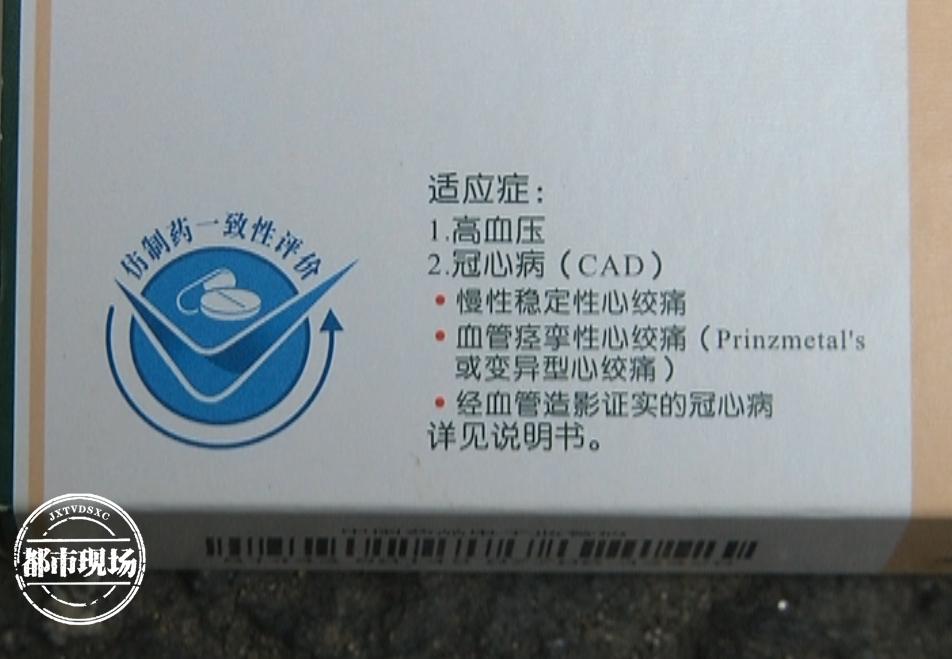 仿制药一致性评价
适应症：
1.高血压
2.冠心病（CAD）
•慢性稳定性心绞痛
•血管痉挛性心绞痛（Prinzmetal's
或变异型心绞痛）
•经血管造影证实的冠心病
详见说明书。
JXTVDSXC
都市現场